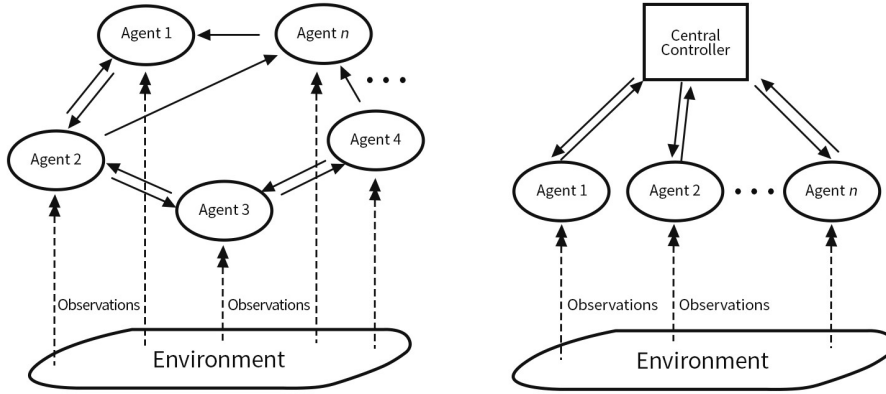 Agent 1
Agent n
Agent 2
Agent 4
Agent 3
Observations
Observations
Environment
Central
Controller
Agent 1
Agent 2
Agent n
Observations
Observations
Environment